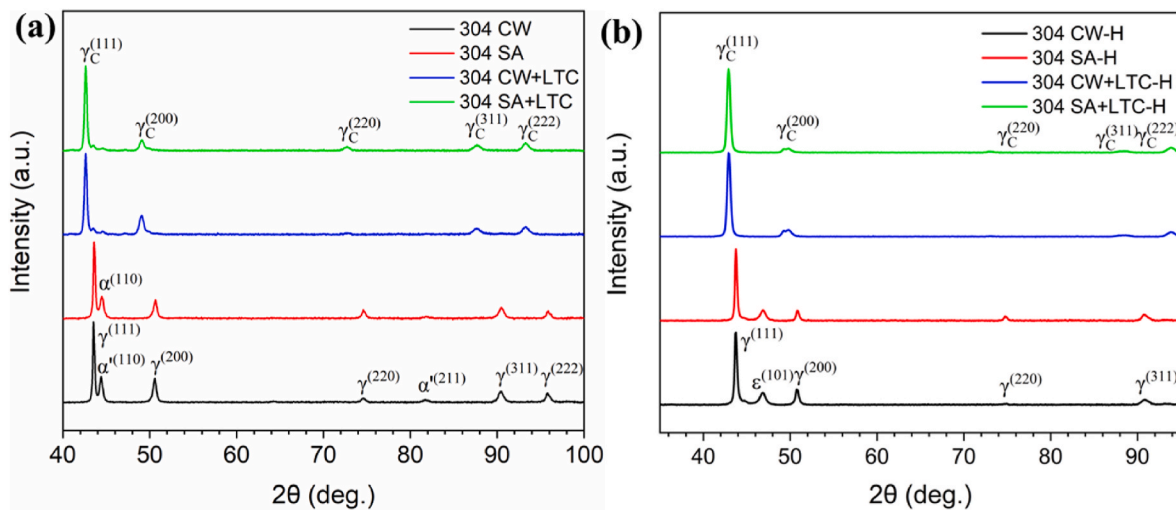 (a)
304 CW
304 SA
304 CW+LTC
304 SA+LTC
γC(111)
γC(200)
γC(220)
γC(311)
γC(222)
α(110)
γ(111)
α'(110)
γ(200)
γ(220)
α'(211)
γ(311)
γ(222)
Intensity (a.u.)
40 50 60 70 80 90 100
2θ (deg.)
(b)
304 CW-H
304 SA-H
304 CW+LTC-H
304 SA+LTC-H
γC(111)
γC(200)
γC(220)
γC(311)
γC(222)
γ(111)
ε(101)
γ(200)
γ(220)
γ(311)
Intensity (a.u.)
40 50 60 70 80 90
2θ (deg.)